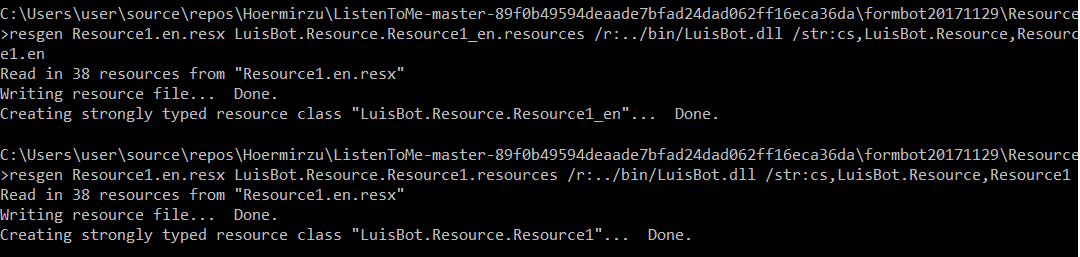 C:\Users\user\source\repos\Hoermirzu\ListenToMe-master-89f0b49594deaade7bfad24dad062ff16eca36da\formbot20171129\Resource
>resgen Resource1.en.resx LuisBot.Resource.Resource1_en.resources /r:../bin/LuisBot.dll /str:cs,LuisBot.Resource,Resourc
e1.en
Read in 38 resources from "Resource1.en.resx"
Writing resource file...  Done.
Creating strongly typed resource class "LuisBot.Resource.Resource1_en"...  Done.
C:\Users\user\source\repos\Hoermirzu\ListenToMe-master-89f0b49594deaade7bfad24dad062ff16eca36da\formbot20171129\Resource
>resgen Resource1.en.resx LuisBot.Resource.Resource1.resources /r:../bin/LuisBot.dll /str:cs,LuisBot.Resource,Resource1
Read in 38 resources from "Resource1.en.resx"
Writing resource file...  Done.
Creating strongly typed resource class "LuisBot.Resource.Resource1"...  Done.